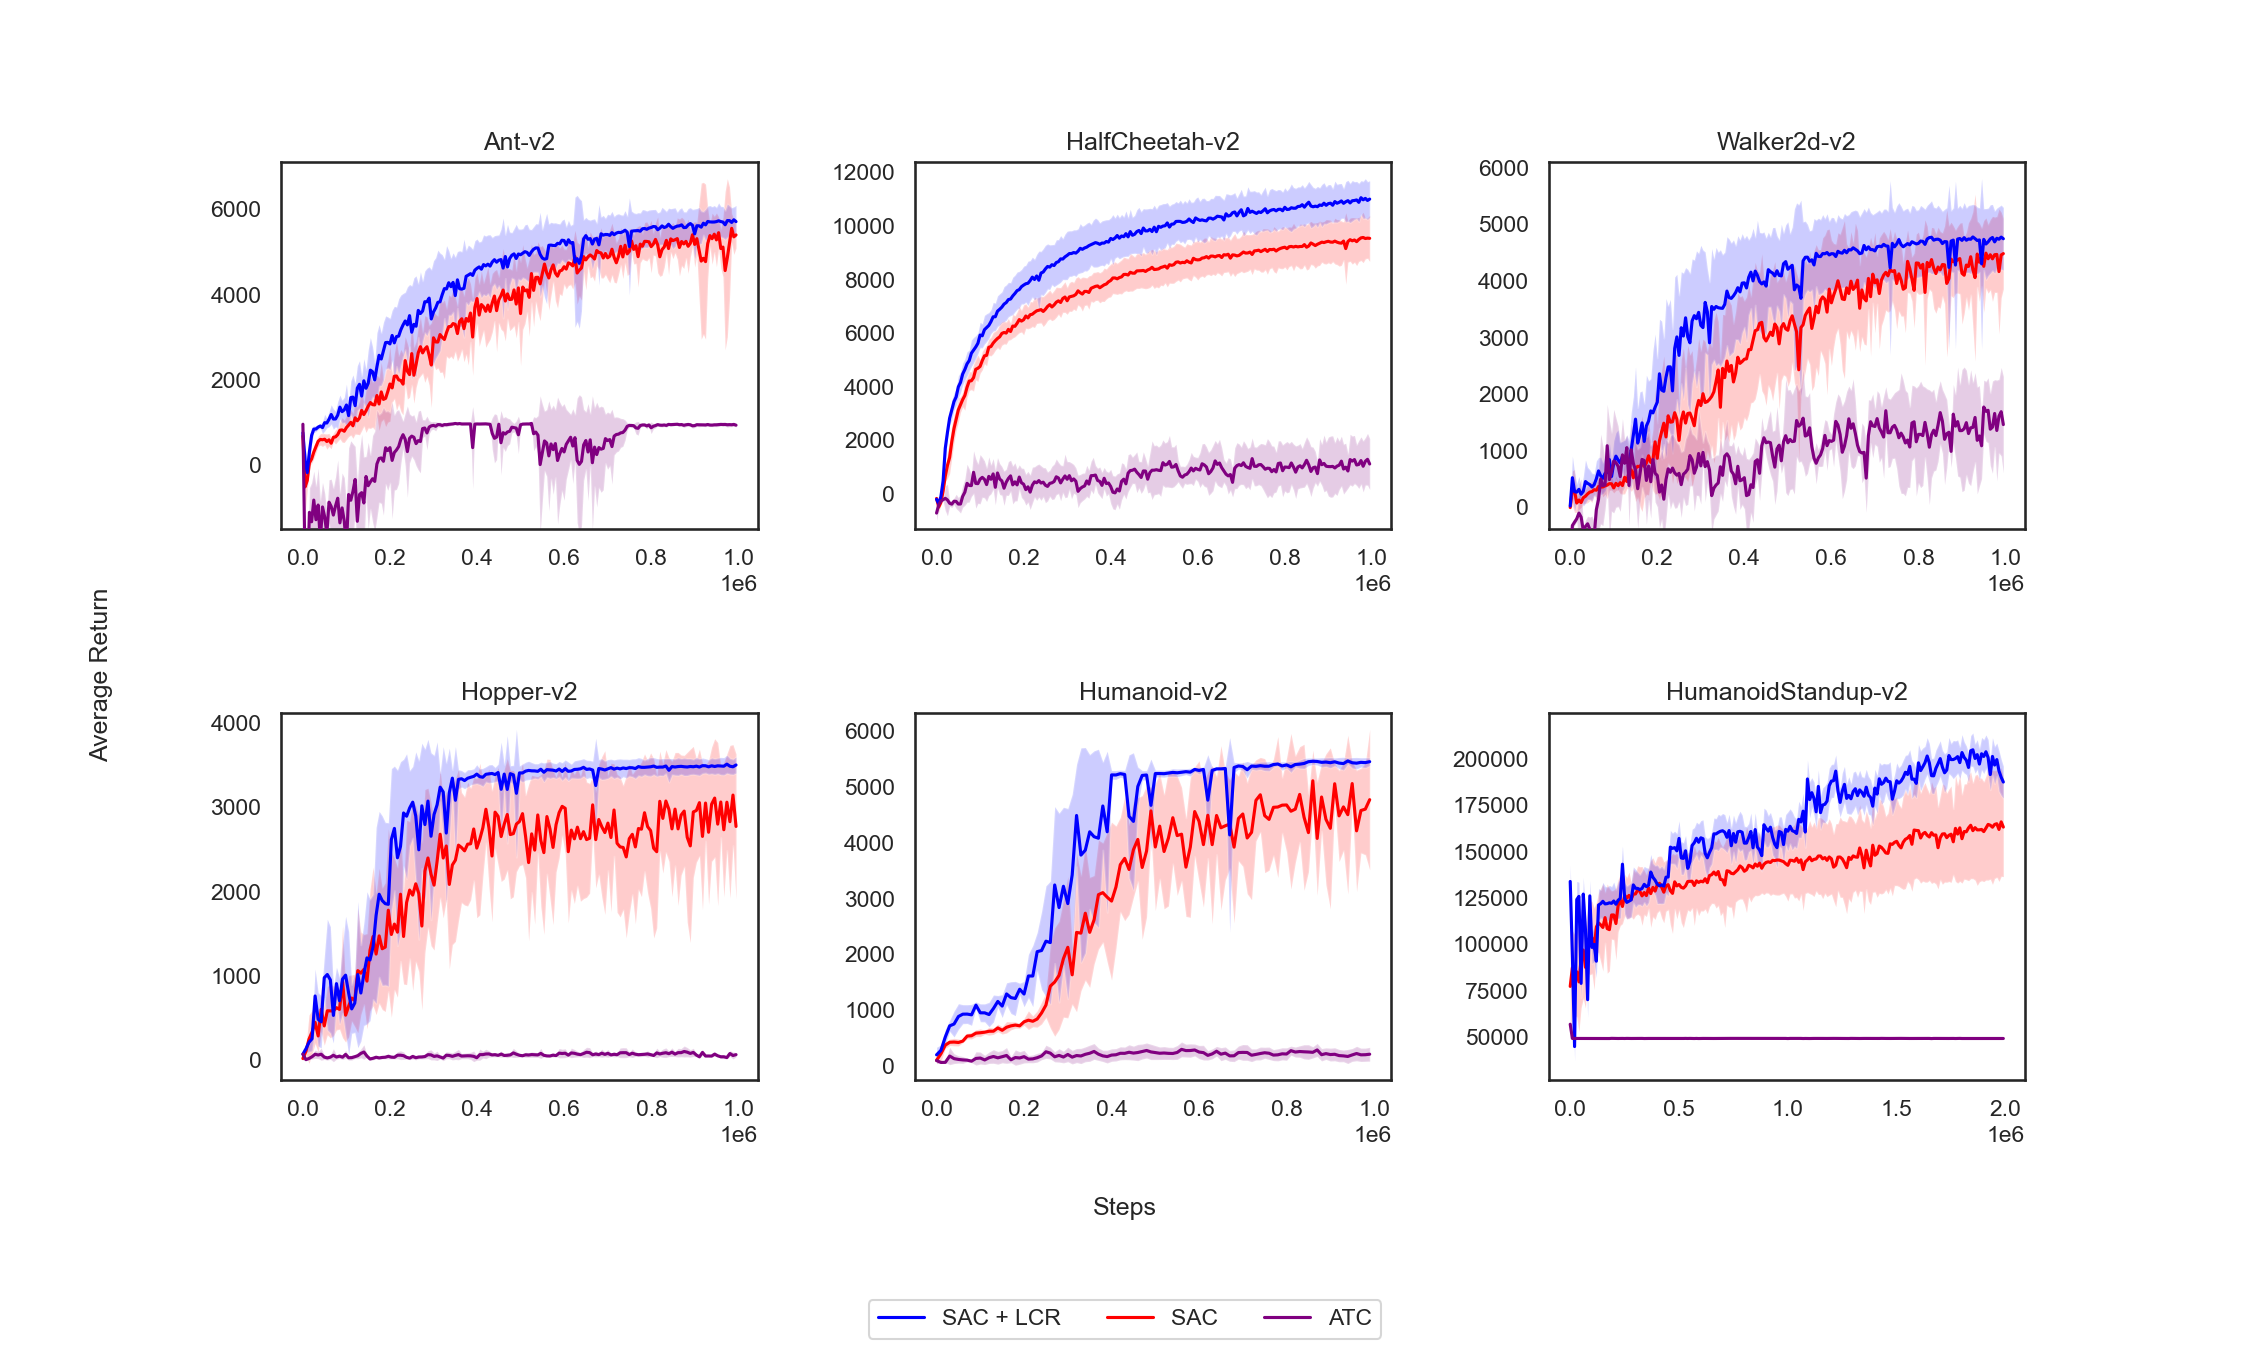 Ant-v2
HalfCheetah-v2
Walker2d-v2
6000
4000
2000
0
0.0 0.2 0.4 0.6 0.8 1.0
1e6
12000
10000
8000
6000
4000
2000
0
0.0 0.2 0.4 0.6 0.8 1.0
1e6
6000
5000
4000
3000
2000
1000
0
0.0 0.2 0.4 0.6 0.8 1.0
1e6
Average Return
Hopper-v2
Humanoid-v2
HumanoidStandup-v2
4000
3000
2000
1000
0
0.0 0.2 0.4 0.6 0.8 1.0
1e6
6000
5000
4000
3000
2000
1000
0
0.0 0.2 0.4 0.6 0.8 1.0
1e6
200000
175000
150000
125000
100000
75000
50000
0.0 0.5 1.0 1.5 2.0
1e6
Steps
SAC + LCR SAC ATC